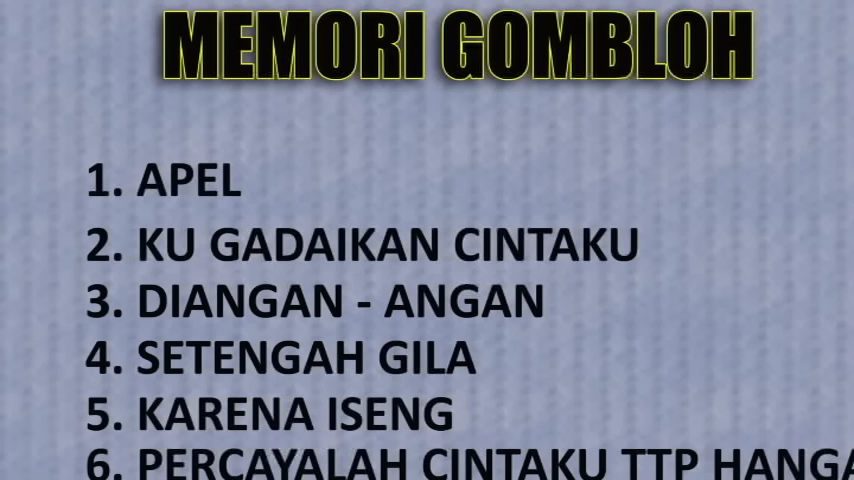 MEMORI GOMBLOH
1. APEL
2. KU GADAIKAN CINTAKU
3. DIANGAN - ANGAN
4. SETENGAH GILA
5. KARENA ISENG
6. PERCAYALAH CINTAKU TTP HANGA